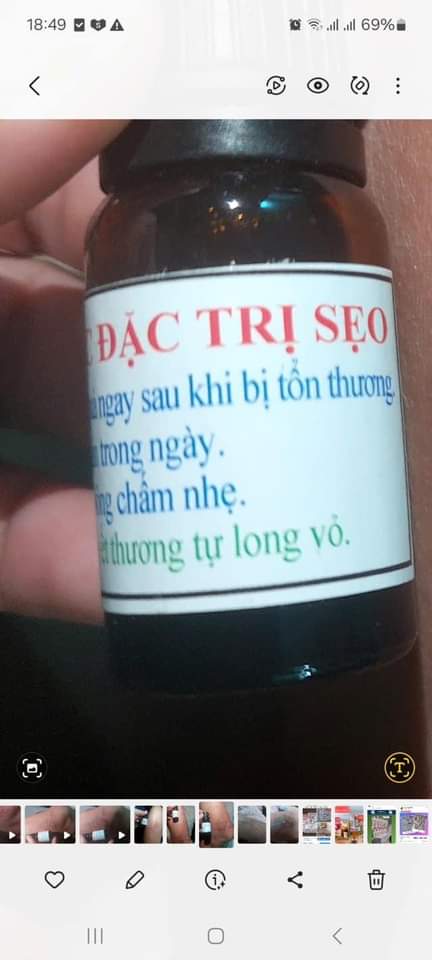 18:49
69%
ĐẶC TRỊ SẸO
ngay sau khi bị tổn thương.
trong ngày.
chấm nhẹ.
thương tự long vỏ.
T